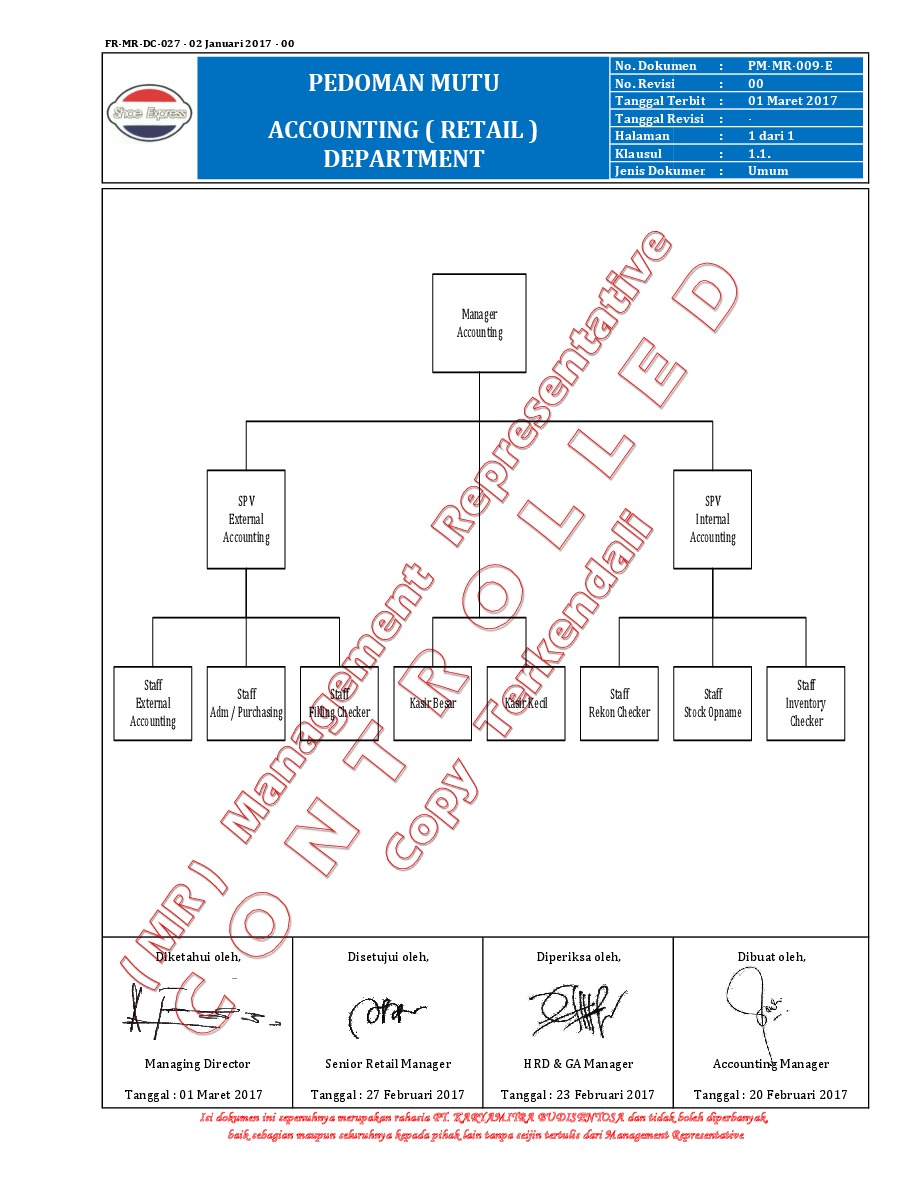 FR-MR-DC-027 - 02 Januari 2017 - 00
Shoe Express
PEDOMAN MUTU
ACCOUNTING ( RETAIL )
DEPARTMENT
No. Dokumen : PM-MR-009-E
No. Revisi : 00
Tanggal Terbit : 01 Maret 2017
Tanggal Revisi : -
Halaman : 1 dari 1
Klausul : 1.1.
Jenis Dokumer : Umum
Manager
Accounting
SPV
External
Accounting
SPV
Internal
Accounting
Staff
External
Accounting
Staff
Adm / Purchasing
Staff
Filling Checker
Kasir Besar
Kasir Kecil
Staff
Rekon Checker
Staff
Stock Opname
Staff
Inventory
Checker
(MR) Management Representative
CONTROLLED
Copy Terkendali
Diketahui oleh,
Managing Director
Tanggal : 01 Maret 2017
Disetujui oleh,
Senior Retail Manager
Tanggal : 27 Februari 2017
Diperiksa oleh,
HRD & GA Manager
Tanggal : 23 Februari 2017
Dibuat oleh,
Accounting Manager
Tanggal : 20 Februari 2017
Isi dokumen ini sepenuhnya merupakan rahasia PT. KARYAMITRA BUDISENTOSA dan tidak boleh diperbanyak,
baik sebagian maupun seluruhnya kepada pihak lain tanpa seijin tertulis dari Management Representative